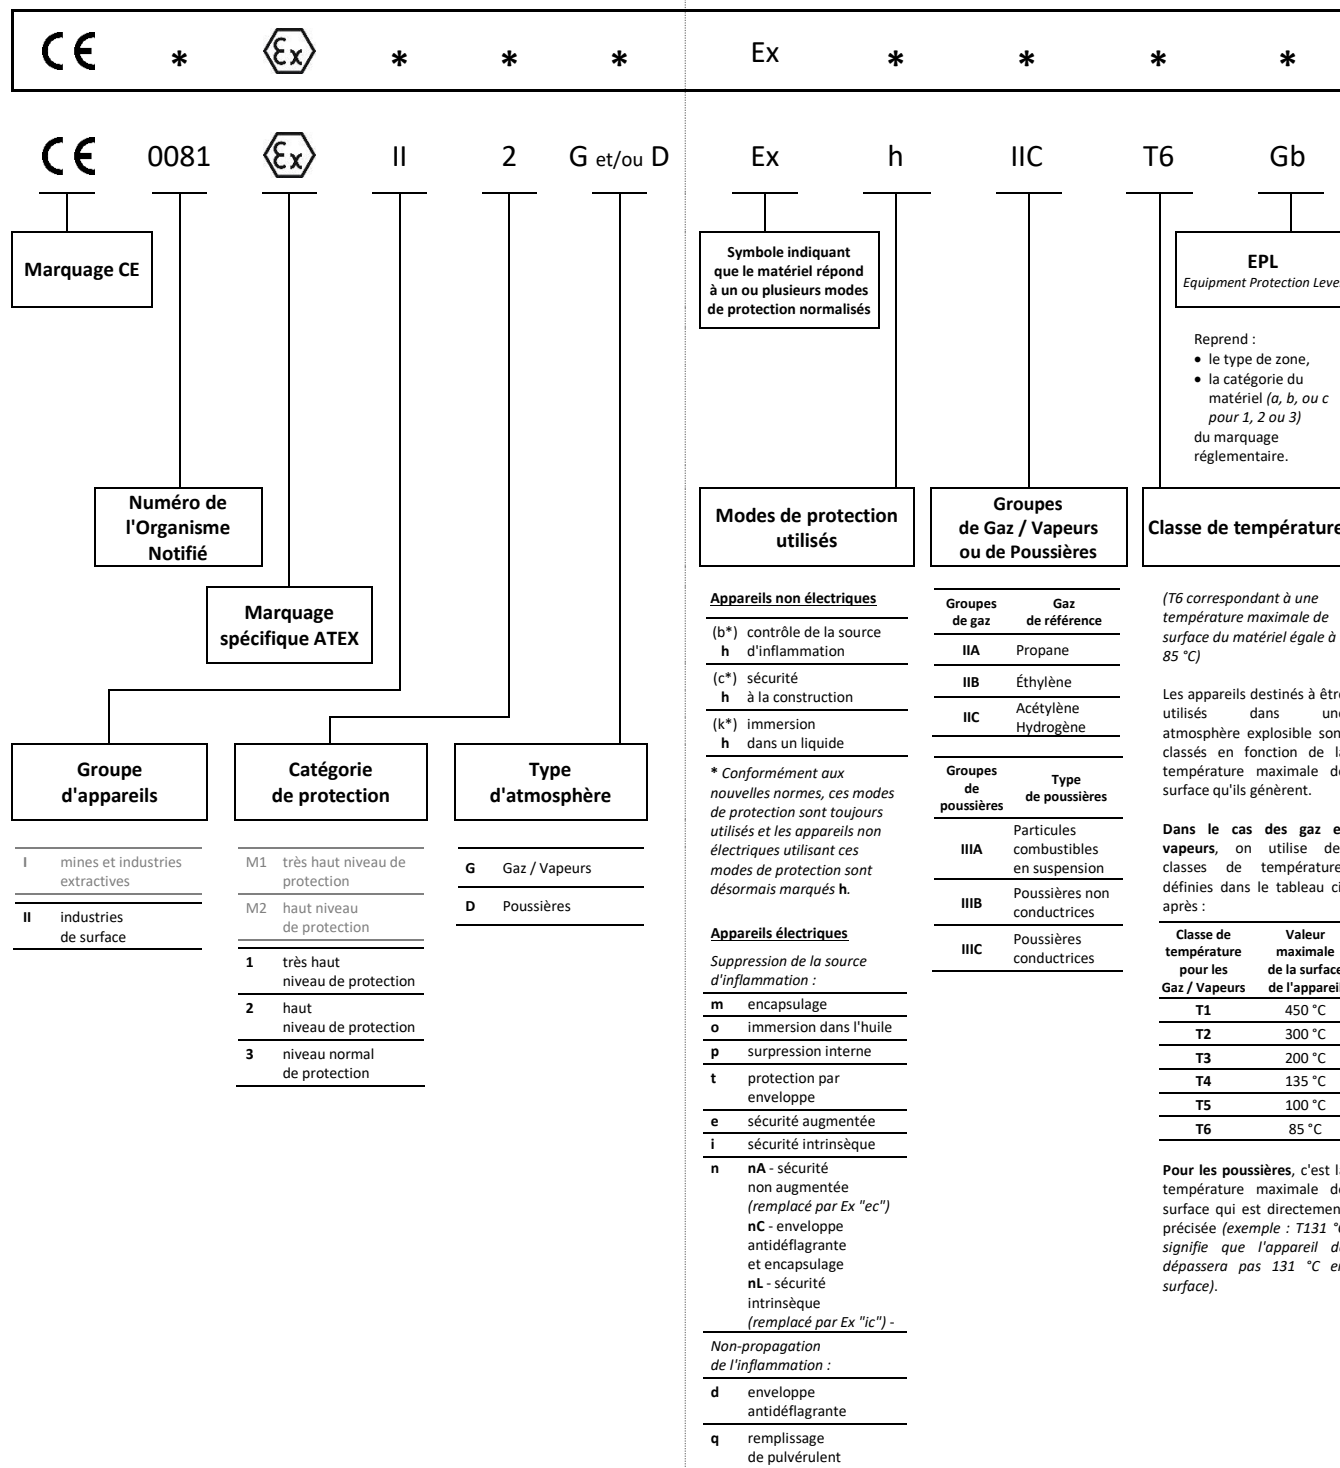 CE * Ex * * * Ex * * * *
CE 0081 Ex II 2 G et/ou D Ex h IIC T6 Gb
Marquage CE
Symbole indiquant
que le matériel répond
à un ou plusieurs modes
de protection normalisés
EPL
Equipment Protection Leve
Reprend :
• le type de zone,
• la catégorie du
matériel (a, b, ou c
pour 1, 2 ou 3)
du marquage
réglementaire.
Numéro de
l'Organisme
Notifié
Marquage
spécifique ATEX
Groupe
d'appareils
I mines et industries
extractives
II industries
de surface
Catégorie
de protection
M1 très haut niveau de
protection
M2 haut niveau
de protection
1 très haut
niveau de protection
2 haut
niveau de protection
3 niveau normal
de protection
Type
d'atmosphère
G Gaz / Vapeurs
D Poussières
Modes de protection
utilisés
Appareils non électriques
(b*) contrôle de la source
h d'inflammation
(c*) sécurité
h à la construction
(k*) immersion
h dans un liquide
* Conformément aux
nouvelles normes, ces modes
de protection sont toujours
utilisés et les appareils non
électriques utilisant ces
modes de protection sont
désormais marqués h.
Appareils électriques
Suppression de la source
d'inflammation :
m encapsulage
o immersion dans l'huile
p surpression interne
t protection par
enveloppe
e sécurité augmentée
i sécurité intrinsèque
n nA - sécurité
non augmentée
(remplacé par Ex "ec")
nC - enveloppe
antidéflagrante
et encapsulage
nL - sécurité
intrinsèque
(remplacé par Ex "ic") -
Non-propagation
de l'inflammation :
d enveloppe
antidéflagrante
q remplissage
de pulvérulent
Groupes
de Gaz / Vapeurs
ou de Poussières
Groupes Gaz
de gaz de référence
IIA Propane
IIB Éthylène
IIC Acétylène
Hydrogène
Groupes
de
poussières
Type
de poussières
IIIA Particules
combustibles
en suspension
IIIB Poussières non
conductrices
IIIC Poussières
conductrices
Classe de température
(T6 correspondant à une
température maximale de
surface du matériel égale à
85 °C)
Les appareils destinés à êtr
utilisés dans un
atmosphère explosible son
classés en fonction de l
température maximale d
surface qu'ils génèrent.
Dans le cas des gaz e
vapeurs, on utilise de
classes de température
définies dans le tableau ci
après :
Classe de Valeur
température maximale
pour les de la surface
Gaz / Vapeurs de l'appareil
T1 450 °C
T2 300 °C
T3 200 °C
T4 135 °C
T5 100 °C
T6 85 °C
Pour les poussières, c'est l
température maximale d
surface qui est directemen
précisée (exemple : T131 °
signifie que l'appareil d
dépassera pas 131 °C e
surface).